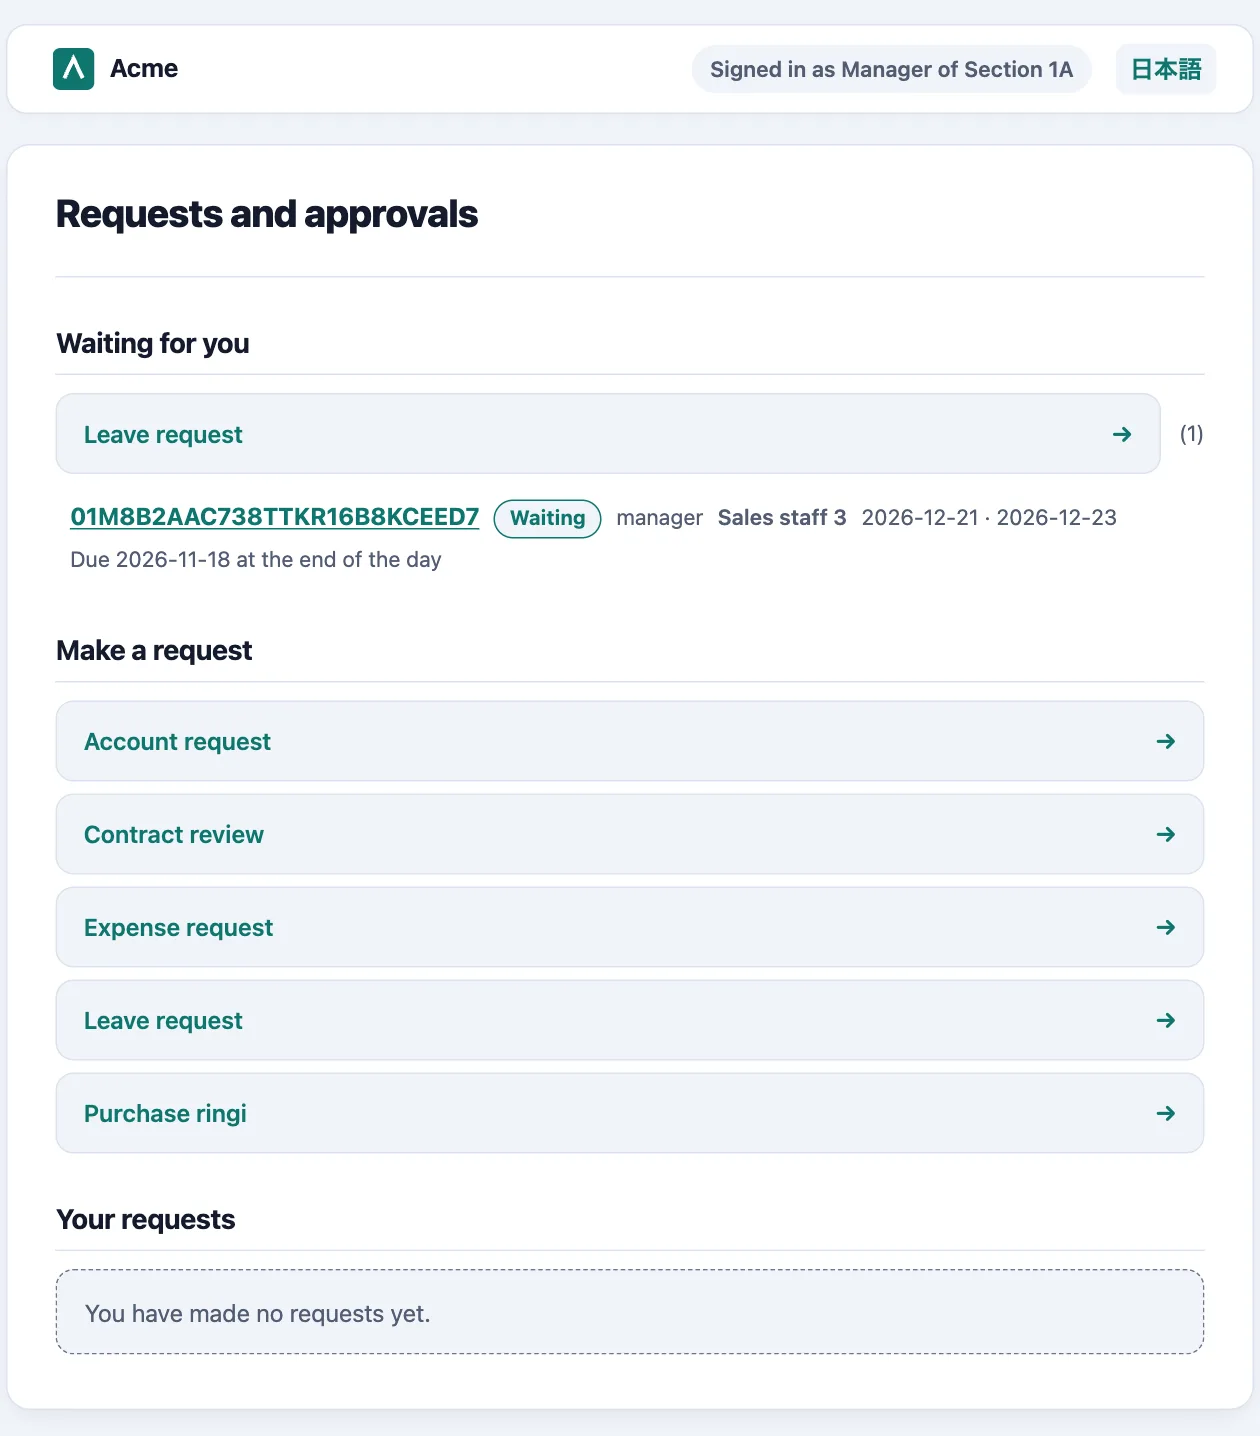 Acme
Signed in as Manager of Section 1A
日本語
Requests and approvals
Waiting for you
Leave request → (1)
01M8B2AAC738TTKR16B8KCEED7 Waiting manager Sales staff 3 2026-12-21 · 2026-12-23
Due 2026-11-18 at the end of the day
Make a request
Account request →
Contract review →
Expense request →
Leave request →
Purchase ringi →
Your requests
You have made no requests yet.